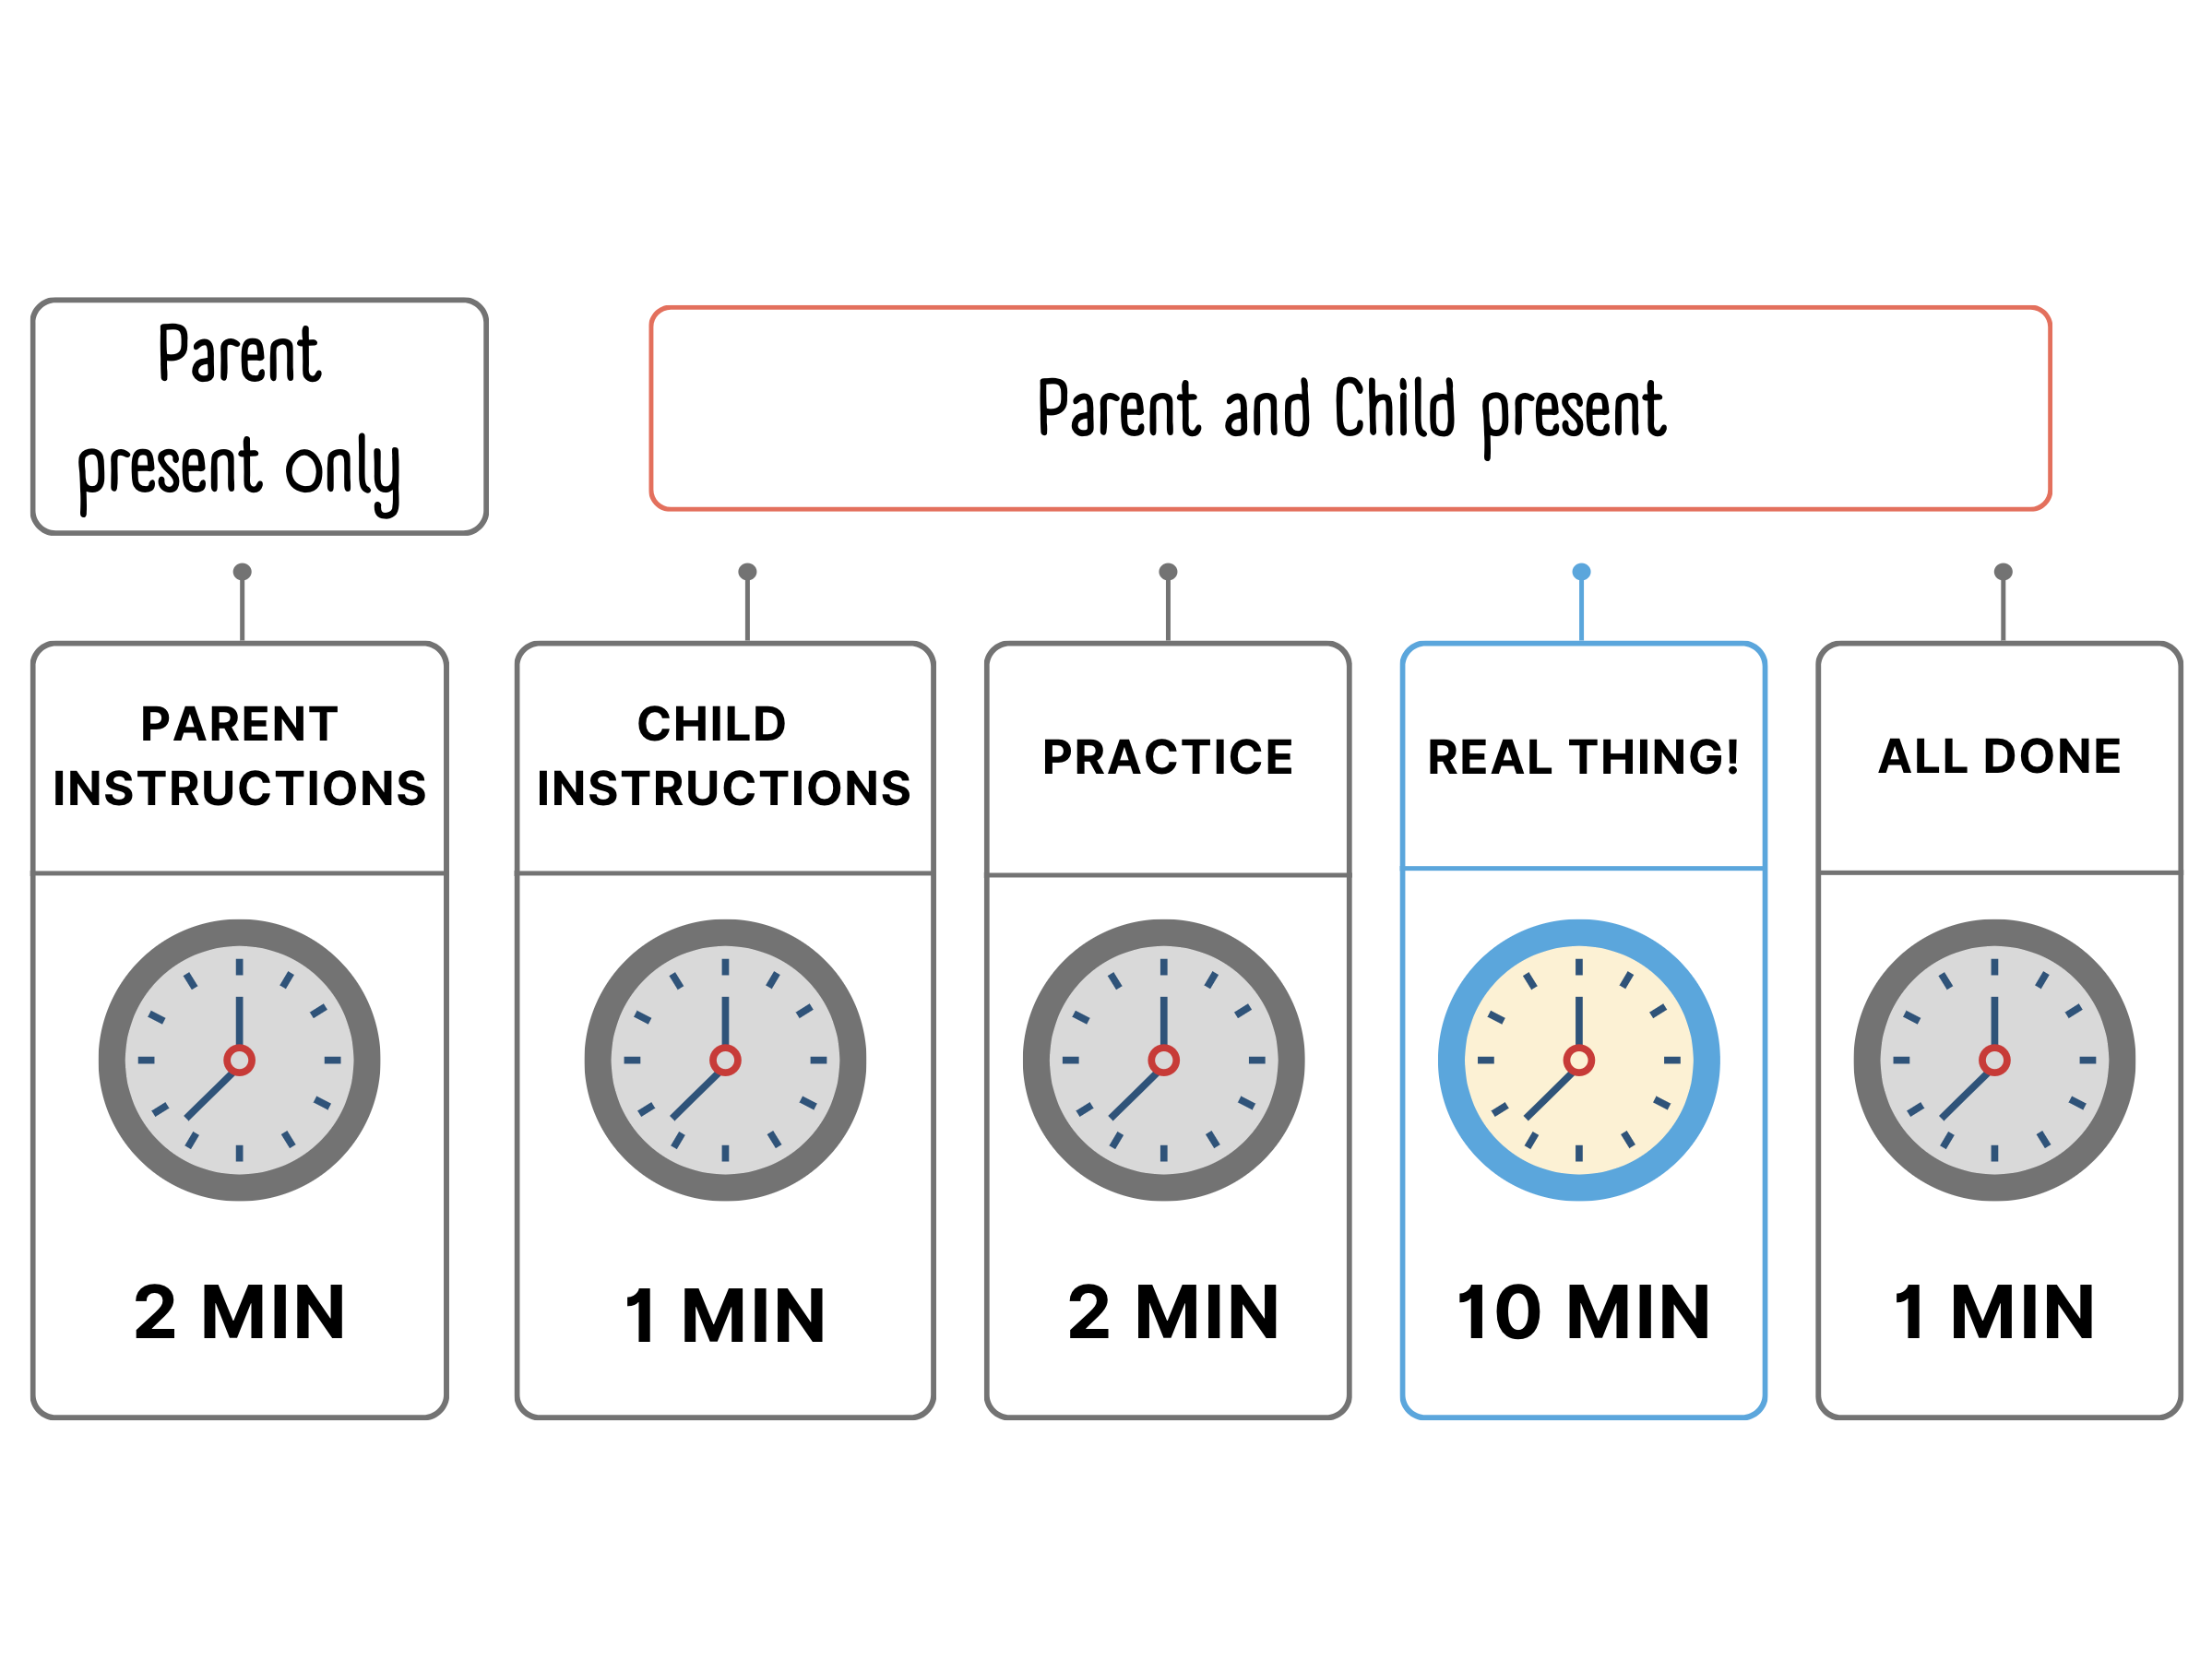 Parent
present only
Parent and Child present
PARENT
INSTRUCTIONS
CHILD
INSTRUCTIONS
PRACTICE
REAL THING!
ALL DONE
2 MIN
1 MIN
2 MIN
10 MIN
1 MIN